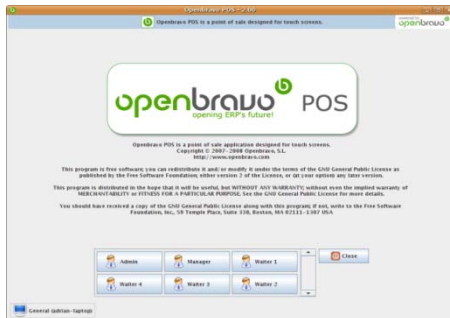 Openbravo POS - 2.00
Openbravo POS is a point of sale designed for touch screens.
powered by
openbravo
openbravo POS
opening ERP's future!
Openbravo POS is a point of sale application designed for touch screens.
Copyright © 2007-2008 Openbravo, S.L.
http://www.openbravo.com
This program is free software; you can redistribute it and/or modify it under the terms of the GNU General Public License as
published by the Free Software Foundation; either version 2 of the License, or (at your option) any later version.
This program is distributed in the hope that it will be useful, but WITHOUT ANY WARRANTY; without even the implied warranty of
MERCHANTABILITY or FITNESS FOR A PARTICULAR PURPOSE. See the GNU General Public License for more details.
You should have received a copy of the GNU General Public License along with this program; if not, write to the Free Software
Foundation, Inc., 59 Temple Place, Suite 330, Boston, MA 02111-1307 USA
Admin
Manager
Waiter 1
Close
Waiter 4
Waiter 3
Waiter 2
General (adrian-laptop)